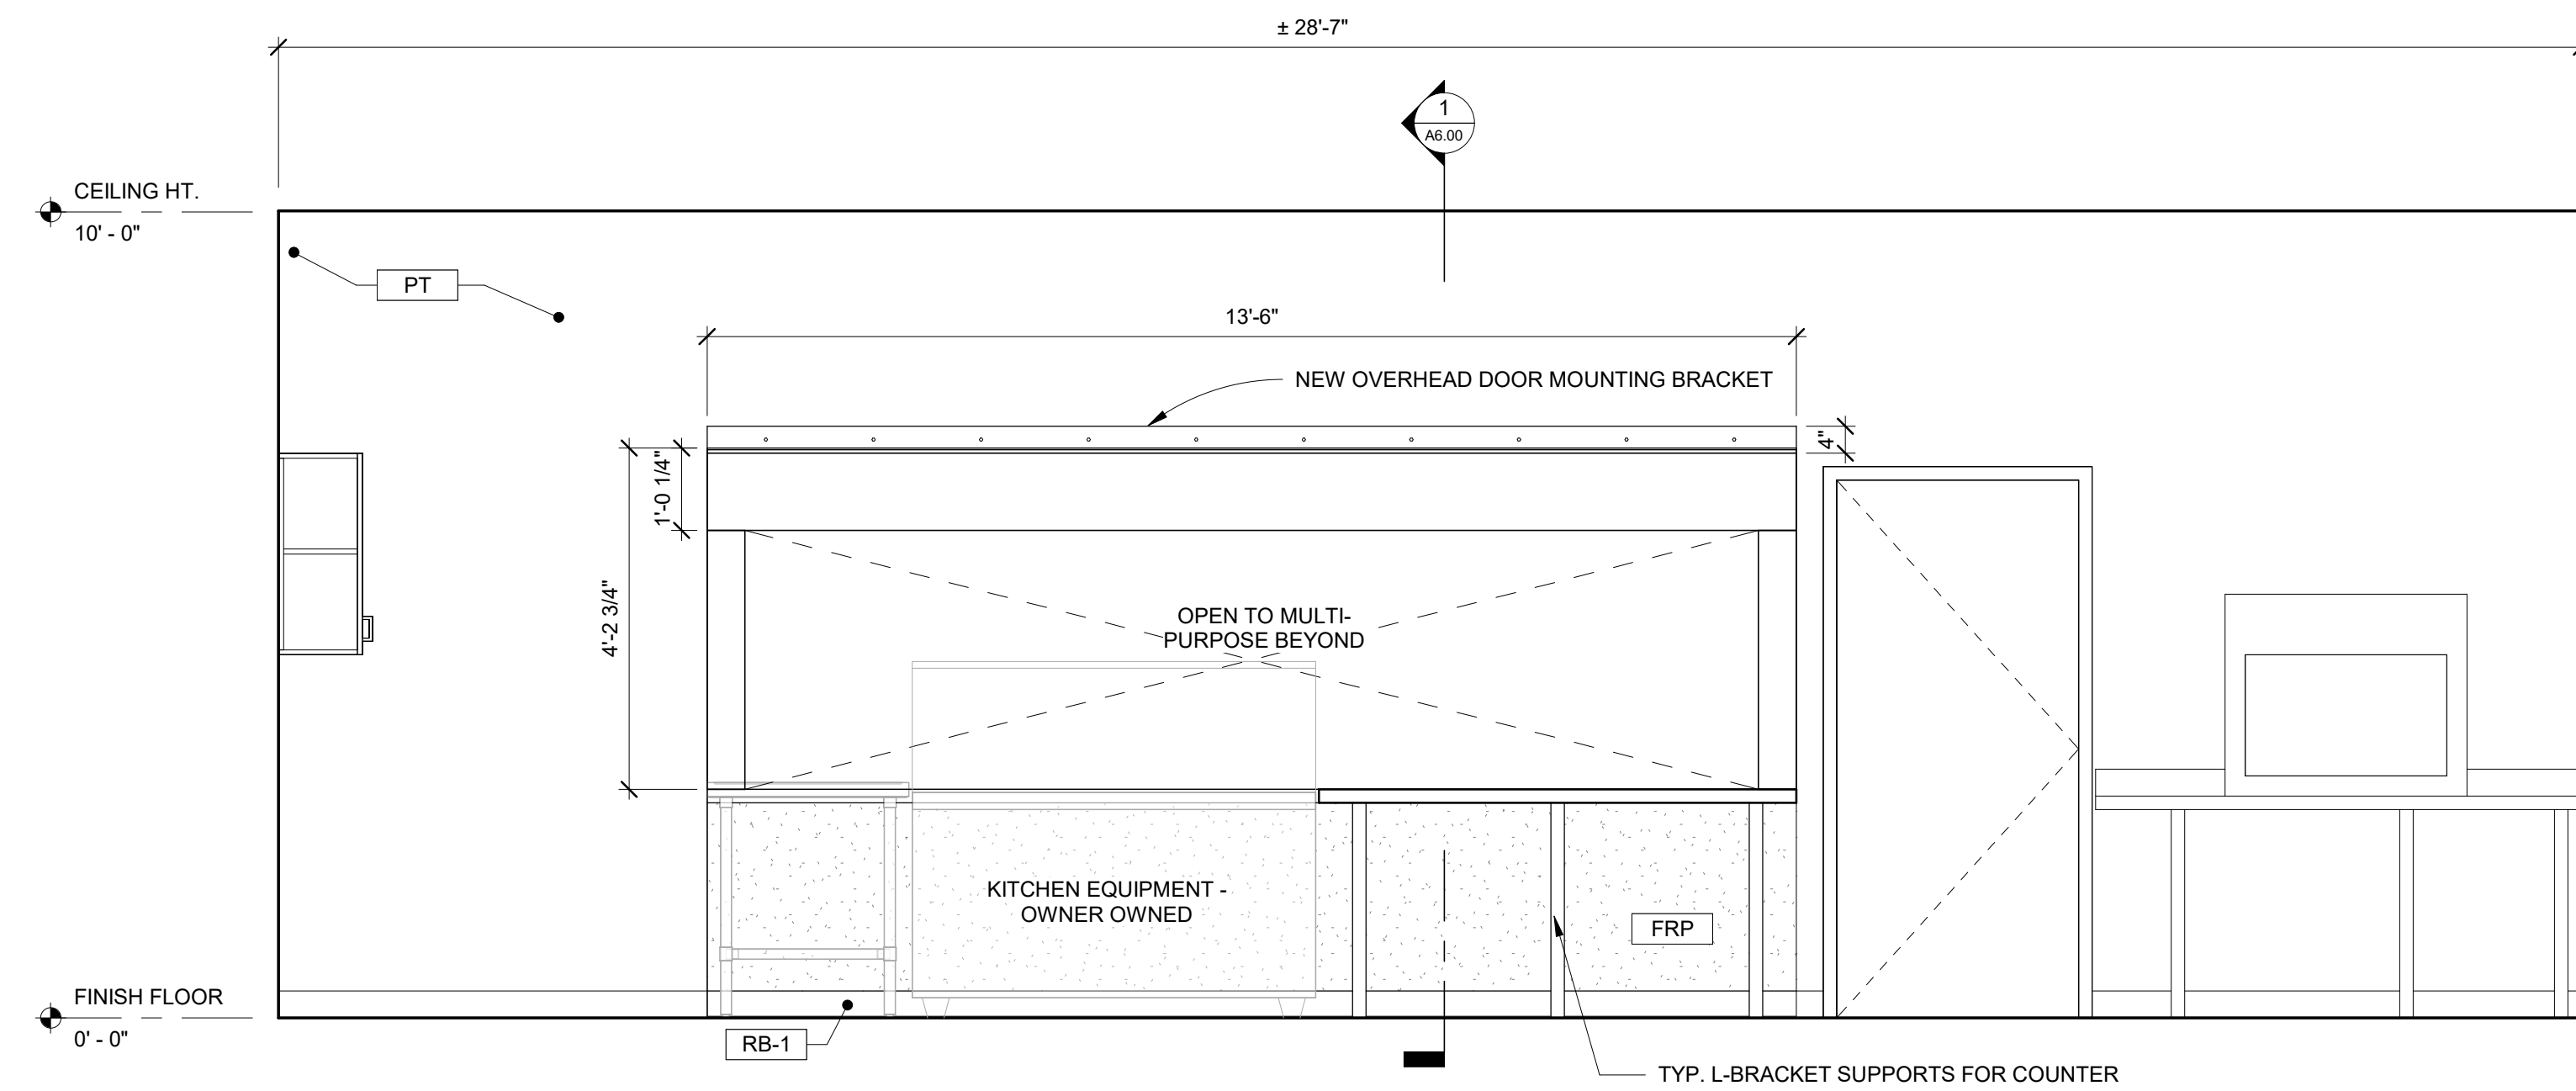 ± 28'-7"
1
A6.00
CEILING HT.
10' - 0"
PT
13'-6"
NEW OVERHEAD DOOR MOUNTING BRACKET
4"
1'-0 1/4"
4'-2 3/4"
OPEN TO MULTI-
PURPOSE BEYOND
KITCHEN EQUIPMENT -
OWNER OWNED
FRP
FINISH FLOOR
0' - 0"
RB-1
TYP. L-BRACKET SUPPORTS FOR COUNTER